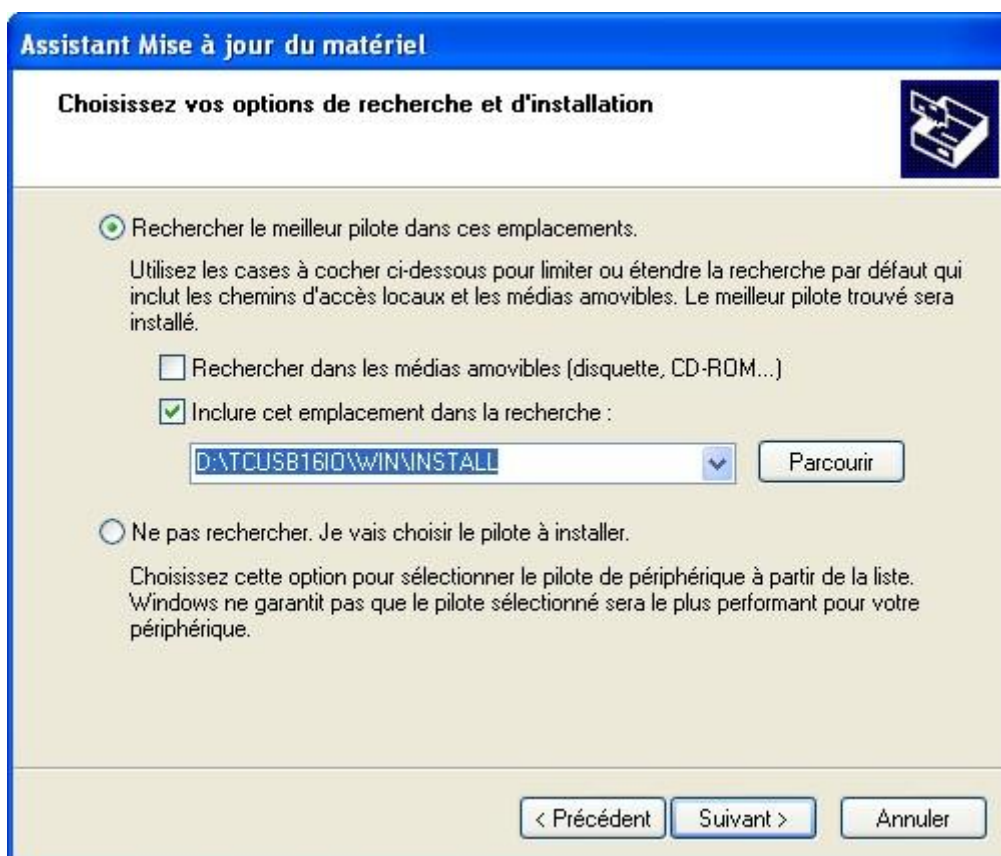 Assistant Mise à jour du matériel
Choisissez vos options de recherche et d'installation
Rechercher le meilleur pilote dans ces emplacements.
Utilisez les cases à cocher ci-dessous pour limiter ou étendre la recherche par défaut qui
inclut les chemins d'accès locaux et les médias amovibles. Le meilleur pilote trouvé sera
installé.
Rechercher dans les médias amovibles (disquette, CD-ROM...)
Inclure cet emplacement dans la recherche :
D:\TCUSB16IO\WIN\INSTALL
Parcourir
Ne pas rechercher. Je vais choisir le pilote à installer.
Choisissez cette option pour sélectionner le pilote de périphérique à partir de la liste.
Windows ne garantit pas que le pilote sélectionné sera le plus performant pour votre
périphérique.
< Précédent Suivant > Annuler